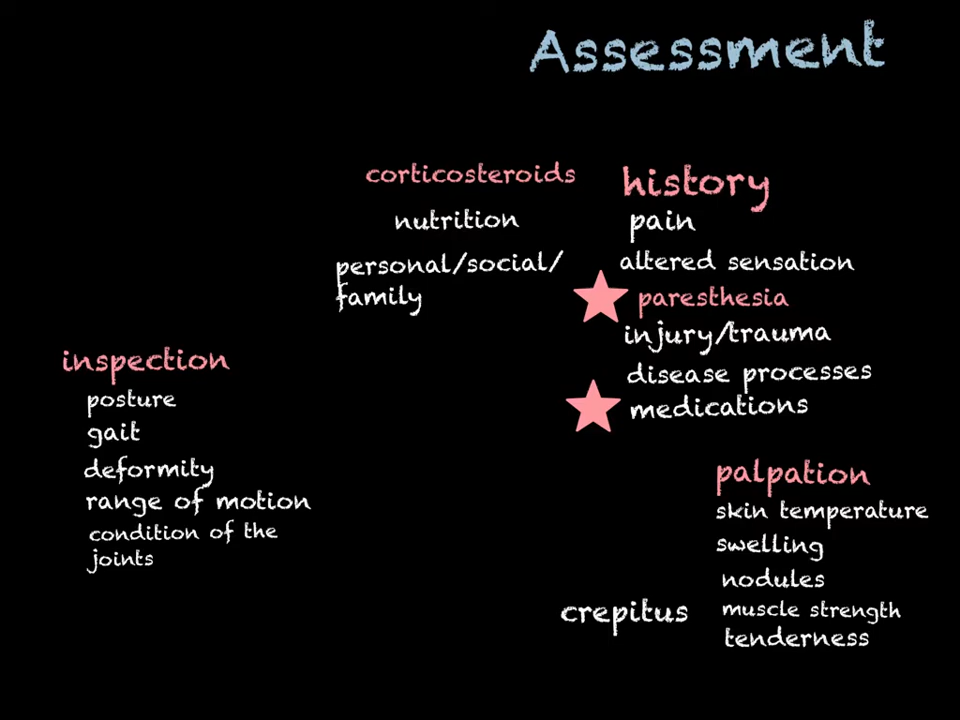 Assessment
corticosteroids
nutrition
personal/social/
family
history
pain
altered sensation
paresthesia
injury/trauma
disease processes
medications
inspection
posture
gait
deformity
range of motion
condition of the
joints
palpation
skin temperature
swelling
nodules
muscle strength
tenderness
crepitus